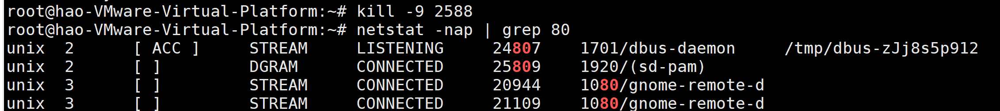 root@hao-VMware-Virtual-Platform:~# kill -9 2588
root@hao-VMware-Virtual-Platform:~# netstat -nap | grep 80
unix  2      [ ACC ]     STREAM     LISTENING     24807    1701/dbus-daemon     /tmp/dbus-zJj8s5p912
unix  2      [ ]         DGRAM      CONNECTED     25809    1920/(sd-pam)
unix  3      [ ]         STREAM     CONNECTED     20944    1080/gnome-remote-d
unix  3      [ ]         STREAM     CONNECTED     21109    1080/gnome-remote-d